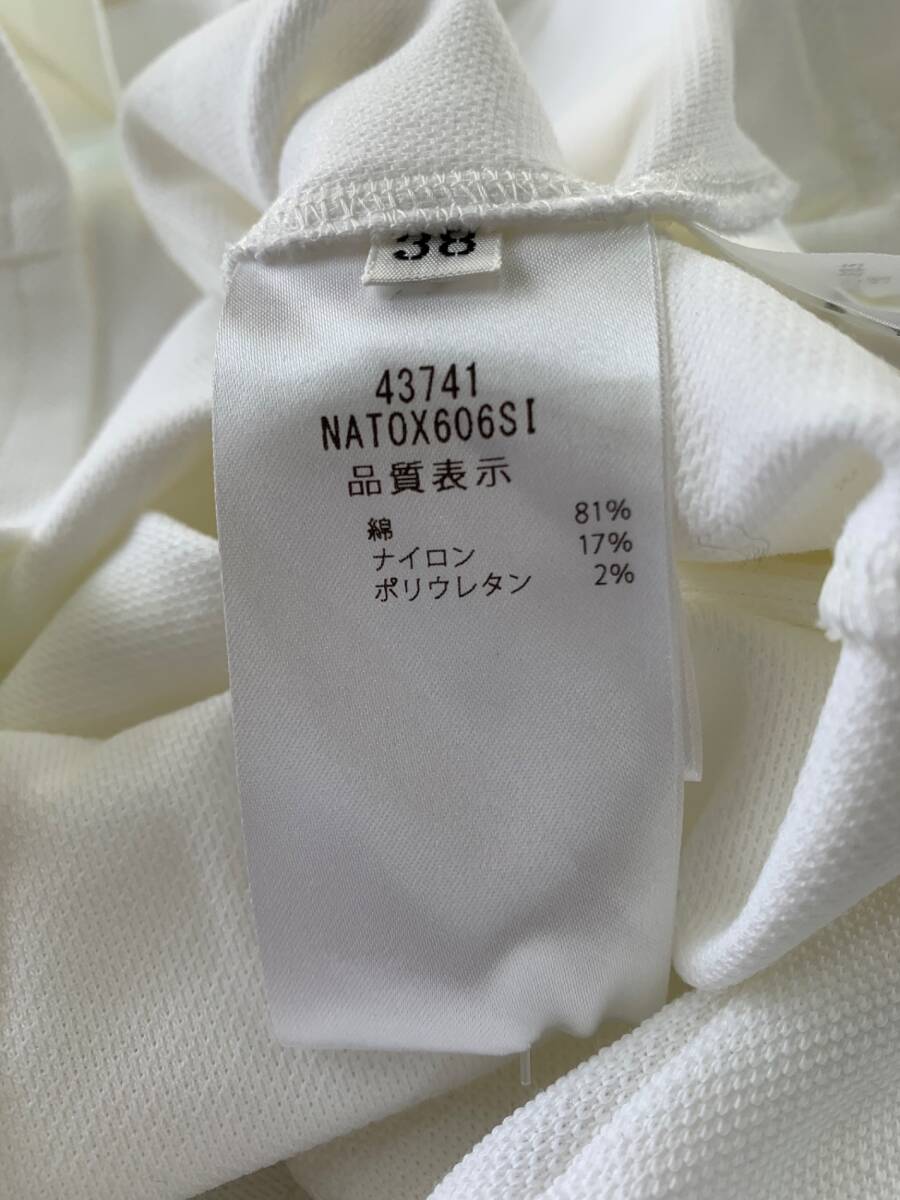 38
43741
NATOX606SI
品質表示
綿 81%
ナイロン 17%
ポリウレタン 2%